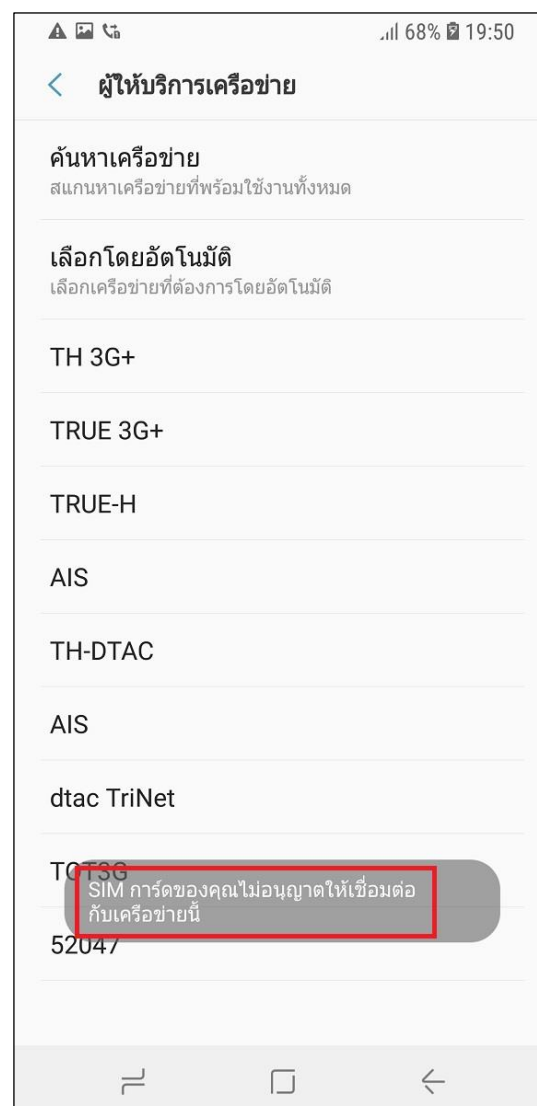 68% 19:50
ผู้ให้บริการเครือข่าย
ค้นหาเครือข่าย
สแกนหาเครือข่ายที่พร้อมใช้งานทั้งหมด
เลือกโดยอัตโนมัติ
เลือกเครือข่ายที่ต้องการโดยอัตโนมัติ
TH 3G+
TRUE 3G+
TRUE-H
AIS
TH-DTAC
AIS
dtac TriNet
TOT3G
SIM การ์ดของคุณไม่อนุญาตให้เชื่อมต่อ
กับเครือข่ายนี้
52047